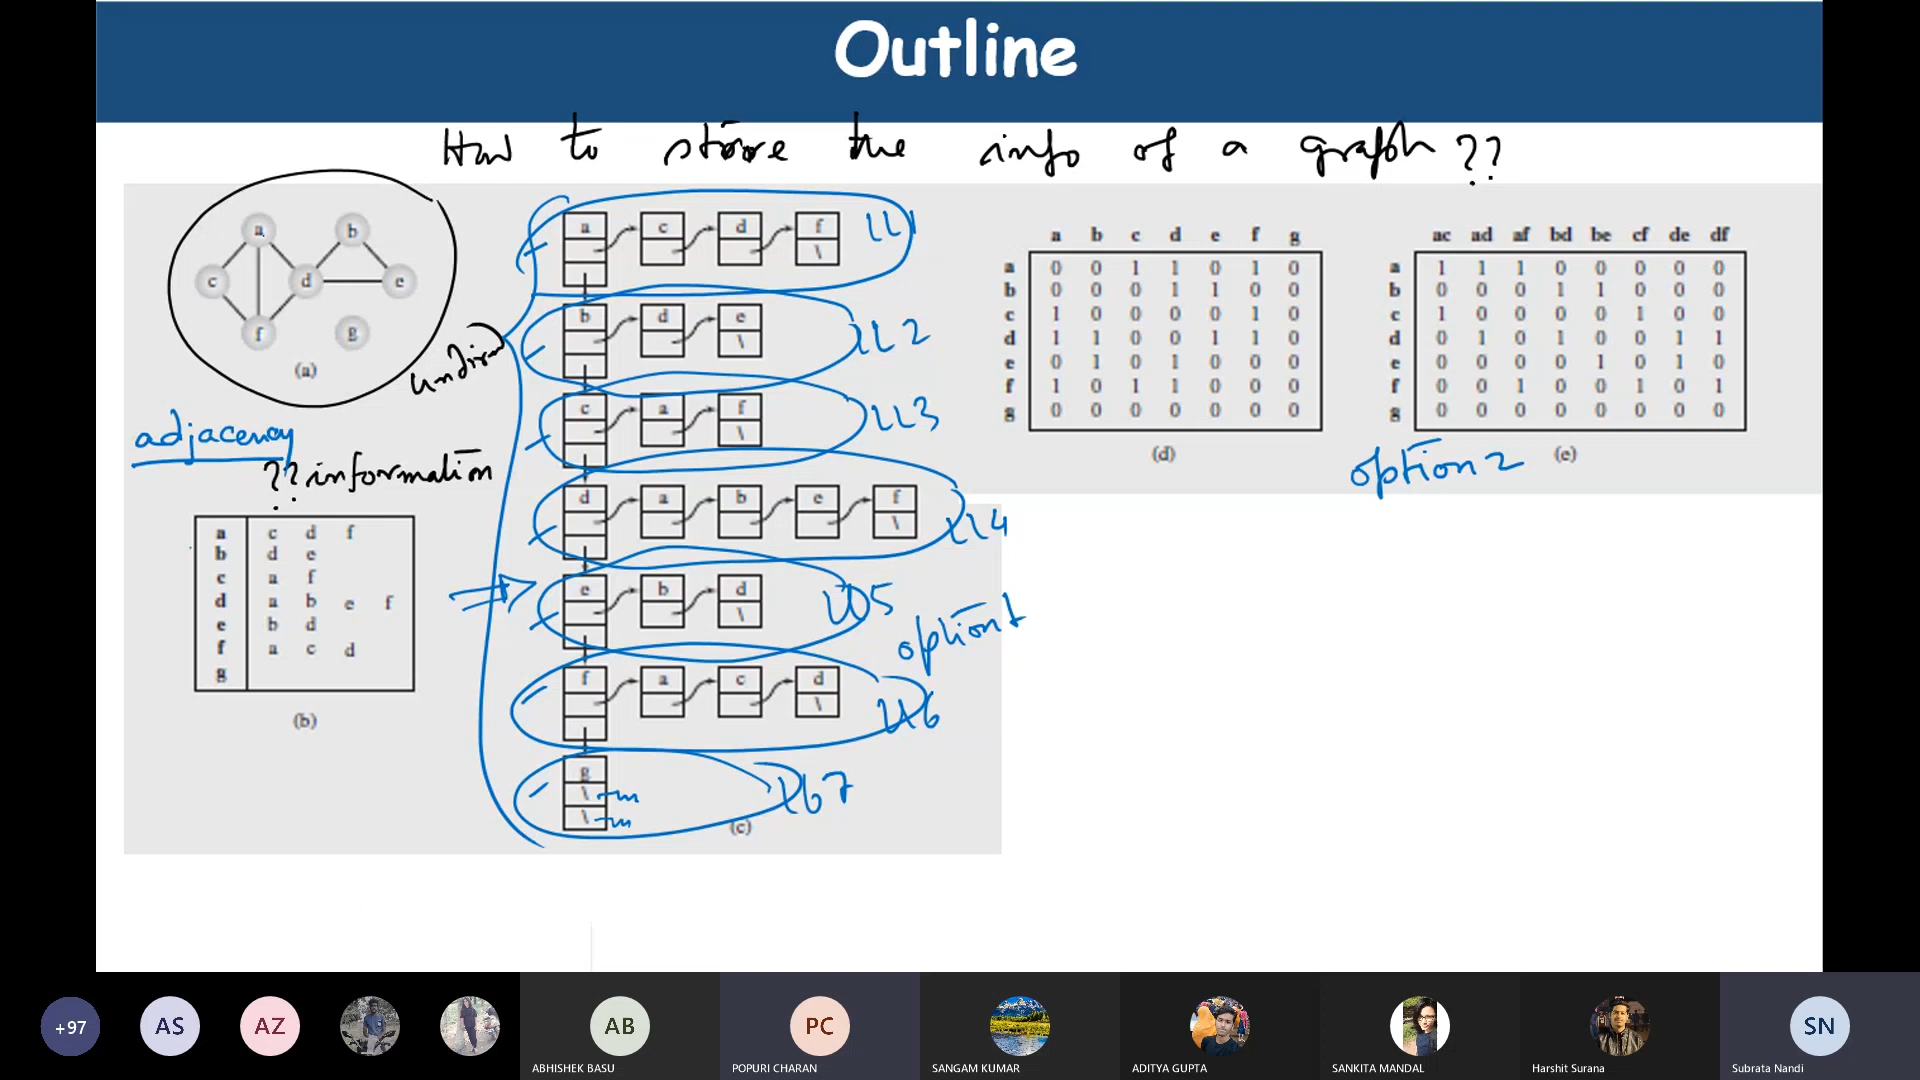 Outline
How to store the info of a graph ??
a b
c d e
f g
(a)
undir
adjacency
?? information
a c d f
b d e
c a f
d a b e f
e b d
f a c d
g
(b)
a c d f \ LL1
b d e \ LL2
c a f \ LL3
d a b e f \ LL4
e b d \ LL5
option 1
f a c d \ LL6
g \ \ LL7
(c)
a b c d e f g
a 0 0 1 1 0 1 0
b 0 0 0 1 1 0 0
c 1 0 0 0 0 1 0
d 1 1 0 0 1 1 0
e 0 1 0 1 0 0 0
f 1 0 1 1 0 0 0
g 0 0 0 0 0 0 0
(d)
ac ad af bd be cf de df
a 1 1 1 0 0 0 0 0
b 0 0 0 1 1 0 0 0
c 1 0 0 0 0 1 0 0
d 0 1 0 1 0 0 1 1
e 0 0 0 0 1 0 1 0
f 0 0 1 0 0 1 0 1
g 0 0 0 0 0 0 0 0
(e)
option 2
+97 AS AZ AB PC SN
ABHISHEK BASU POPURI CHARAN SANGAM KUMAR ADITYA GUPTA SANKITA MANDAL Harshit Surana Subrata Nandi